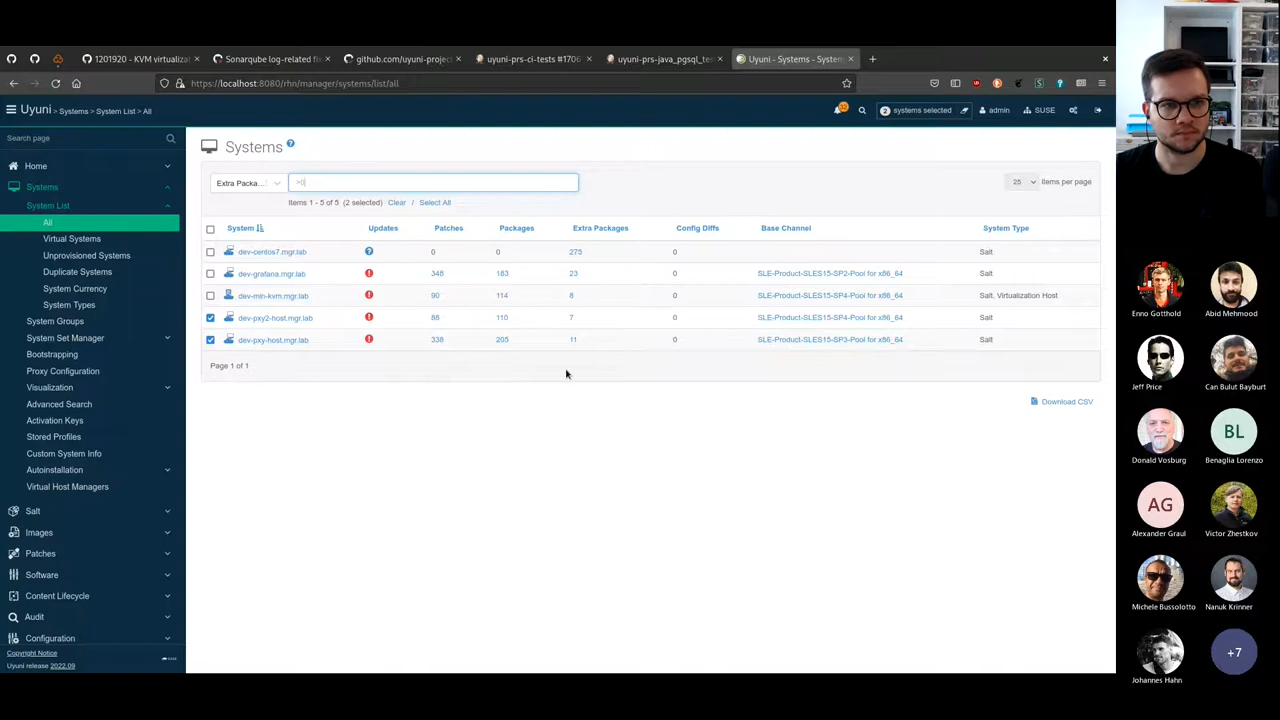 1201920 - KVM virtualiza
Sonarqube log-related fix
github.com/uyuni-project
uyuni-prs-ci-tests #1706
uyuni-prs-java_pgsql_te
Uyuni - Systems - System
https://localhost:8080/rhn/manager/systems/list/all
Uyuni > Systems > System List > All
2 systems selected
admin
SUSE
Search page
Home
Systems
System List
All
Virtual Systems
Unprovisioned Systems
Duplicate Systems
System Currency
System Types
System Groups
System Set Manager
Bootstrapping
Proxy Configuration
Visualization
Advanced Search
Activation Keys
Stored Profiles
Custom System Info
Autoinstallation
Virtual Host Managers
Salt
Images
Patches
Software
Content Lifecycle
Audit
Configuration
Copyright Notice
Uyuni release 2022.09
Systems
Extra Packa... >0
25 Items per page
Items 1 - 5 of 5 (2 selected) Clear / Select All
System Updates Patches Packages Extra Packages Config Diffs Base Channel System Type
dev-centos7.mgr.lab 0 0 275 0 Salt
dev-grafana.mgr.lab 348 183 23 0 SLE-Product-SLES15-SP2-Pool for x86_64 Salt
dev-min-kvm.mgr.lab 90 114 8 0 SLE-Product-SLES15-SP4-Pool for x86_64 Salt, Virtualization Host
dev-pxy2-host.mgr.lab 88 110 7 0 SLE-Product-SLES15-SP4-Pool for x86_64 Salt
dev-pxy-host.mgr.lab 338 205 11 0 SLE-Product-SLES15-SP3-Pool for x86_64 Salt
Page 1 of 1
Download CSV
Enno Gotthold
Abid Mehmood
Jeff Price
Can Bulut Bayburt
Donald Vosburg
BL
Benaglia Lorenzo
AG
Alexander Graul
Victor Zhestkov
Michele Bussolotto
Nanuk Krinner
Johannes Hahn
+7